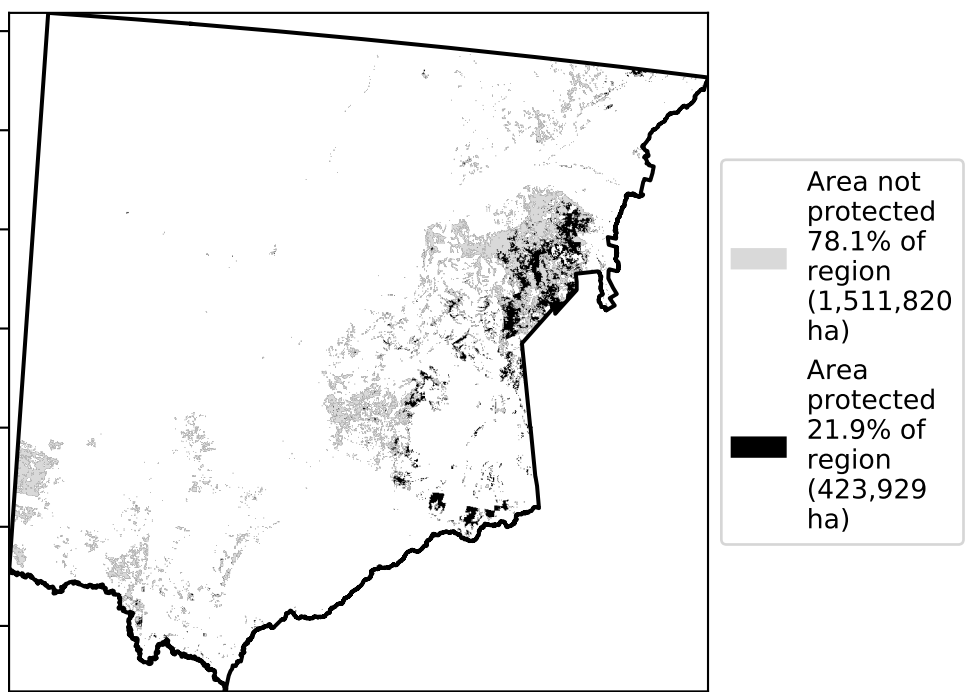 Area not
protected
78.1% of
region
(1,511,820
ha)
Area
protected
21.9% of
region
(423,929
ha)